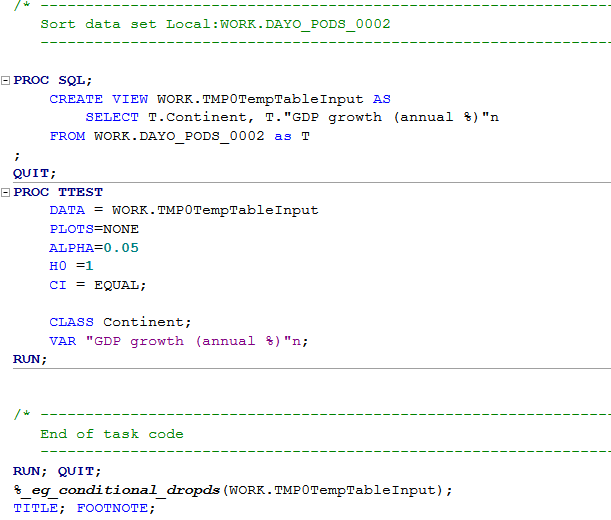 /* -----------------------------------------------------------------
Sort data set Local:WORK.DAYO_PODS_0002
-----------------------------------------------------------------
PROC SQL;
CREATE VIEW WORK.TMP0TempTableInput AS
SELECT T.Continent, T."GDP growth (annual %)"n
FROM WORK.DAYO_PODS_0002 as T
;
QUIT;
PROC TTEST
DATA = WORK.TMP0TempTableInput
PLOTS=NONE
ALPHA=0.05
H0 =1
CI = EQUAL;
CLASS Continent;
VAR "GDP growth (annual %)"n;
RUN;
/* -----------------------------------------------------------------
End of task code
-----------------------------------------------------------------
RUN; QUIT;
%_eg_conditional_dropds(WORK.TMP0TempTableInput);
TITLE; FOOTNOTE;